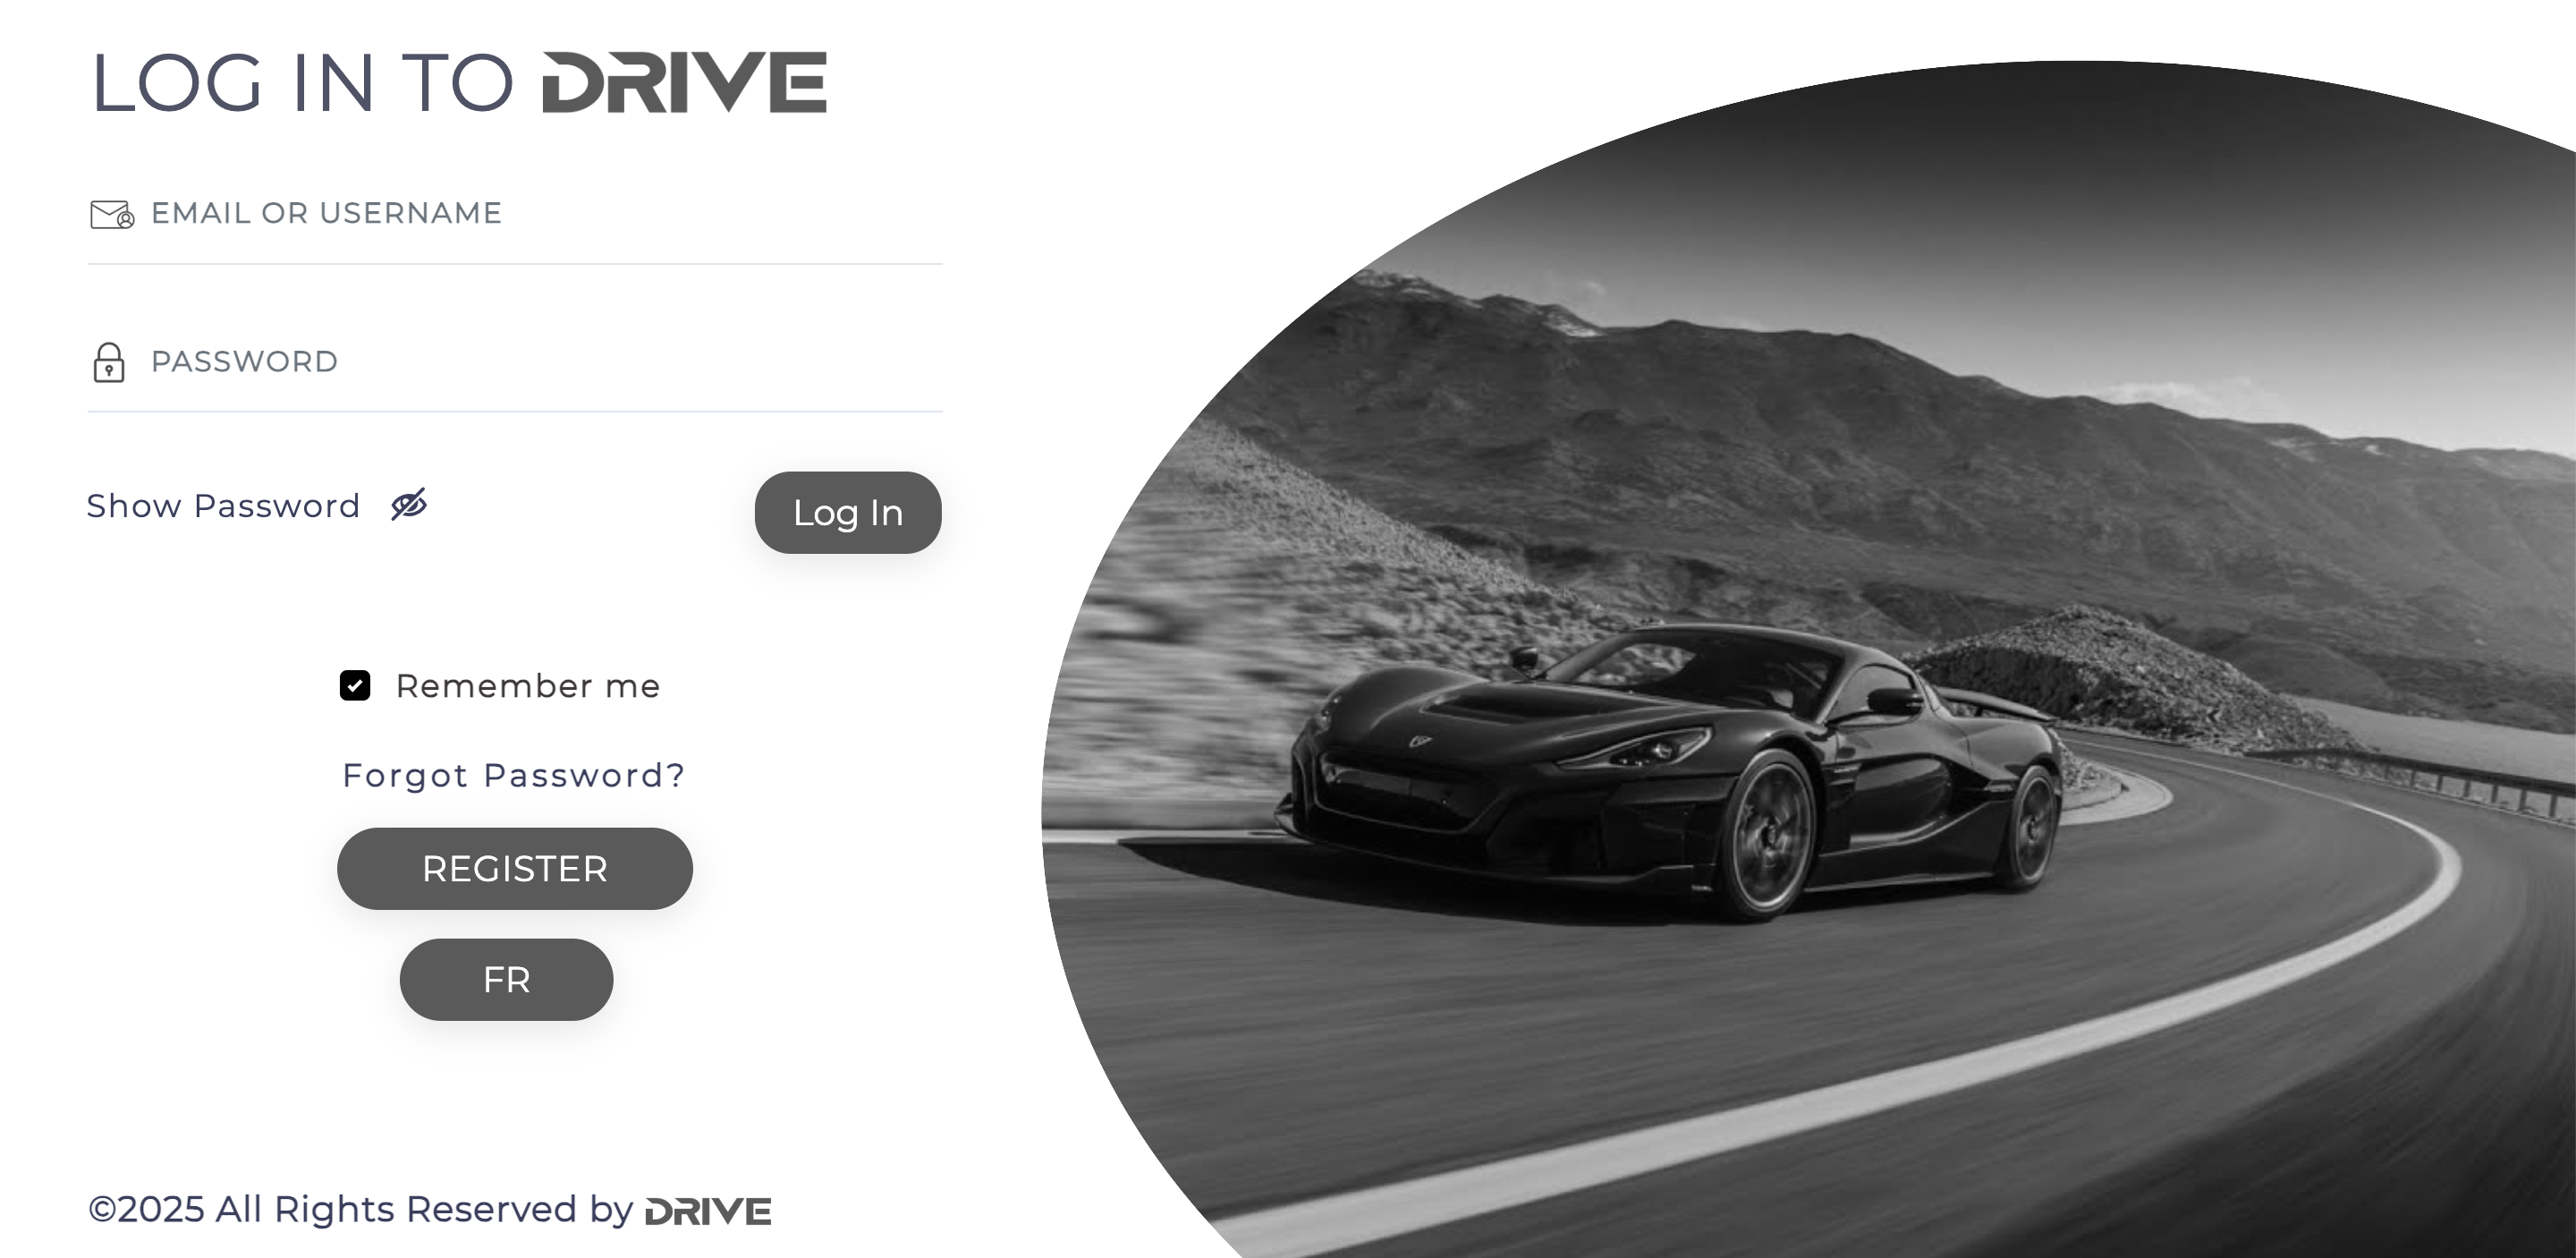 LOG IN TO DRIVE
EMAIL OR USERNAME
PASSWORD
Show Password
Log In
Remember me
Forgot Password?
REGISTER
FR
©2025 All Rights Reserved by DRIVE